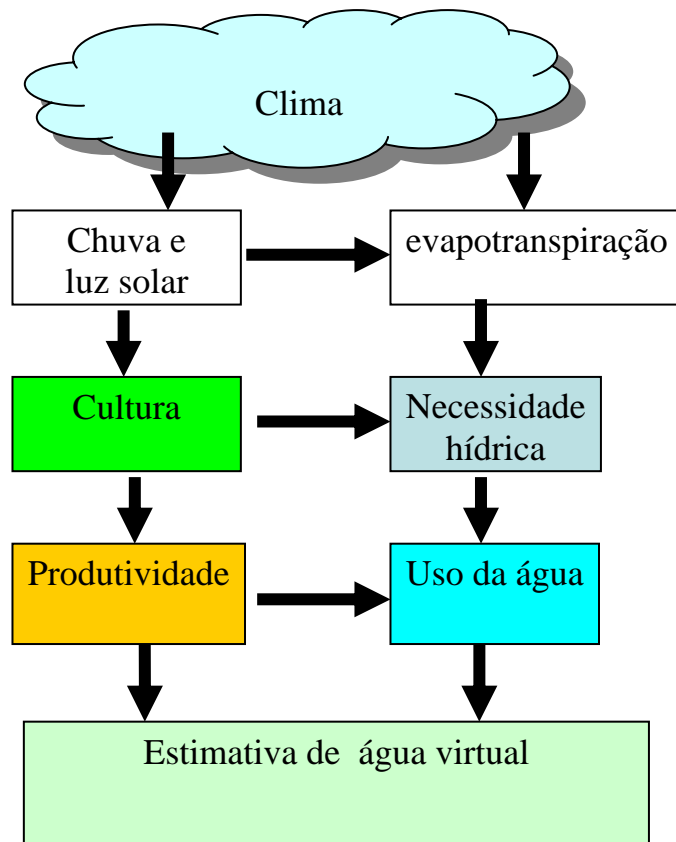 Clima
Chuva e
luz solar
evapotranspiração
Cultura
Necessidade
hídrica
Produtividade
Uso da água
Estimativa de água virtual